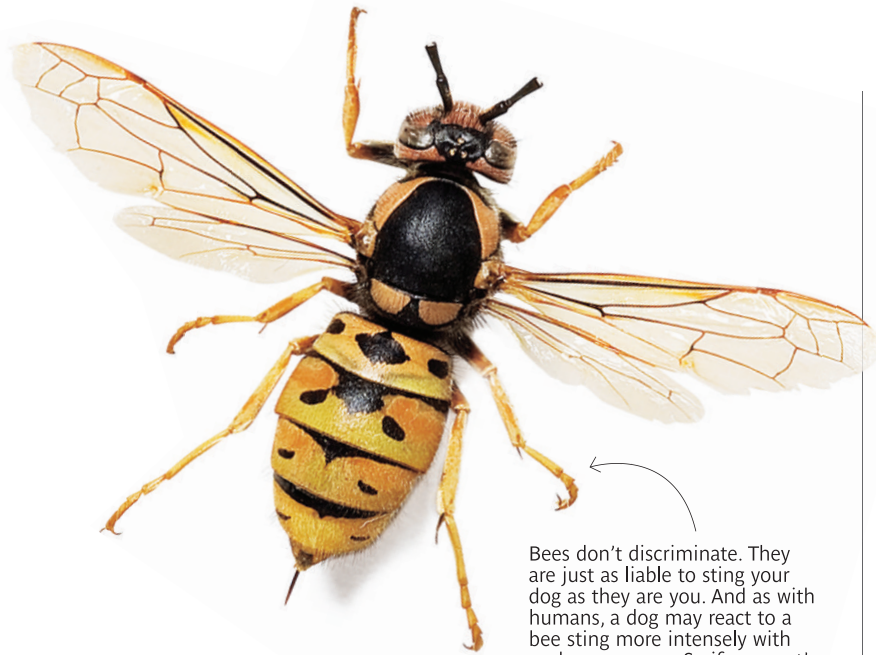 Bees don't discriminate. They
are just as liable to sting your
dog as they are you. And as with
humans, a dog may react to a
bee sting more intensely with